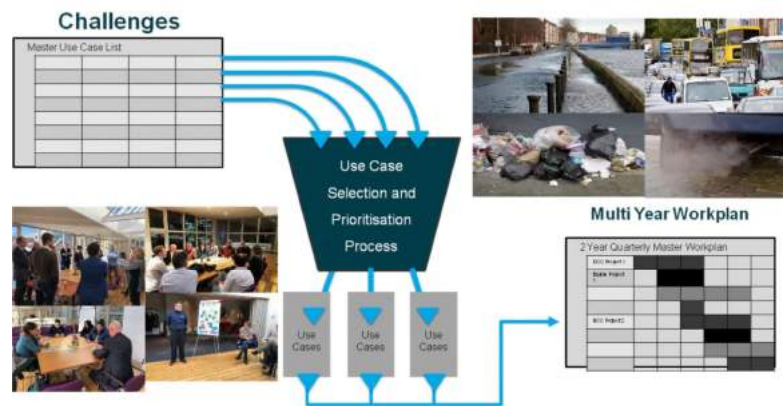 Challenges
Master Use Case List
Use Case
Selection and
Prioritisation
Process
Use
Cases
Use
Cases
Use
Cases
Multi Year Workplan
2 Year Quarterly Master Workplan